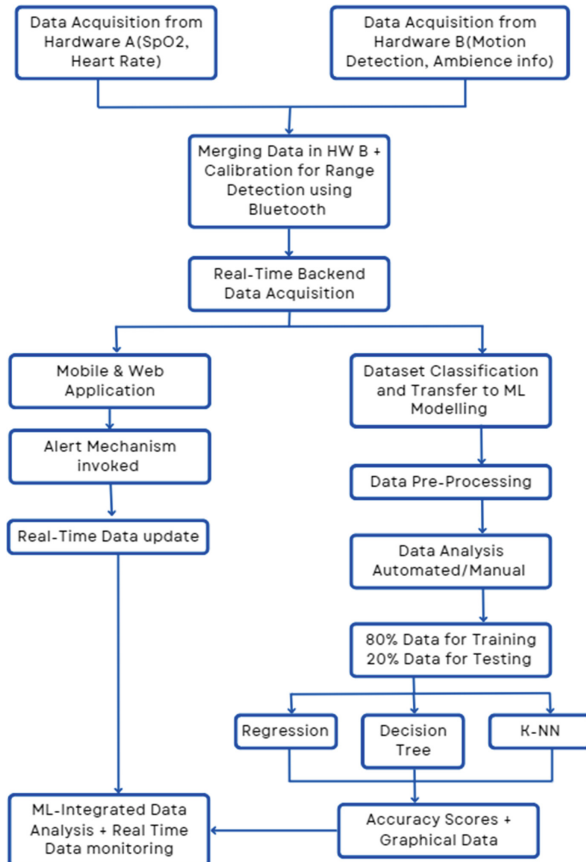 Data Acquisition from
Hardware A(SpO2,
Heart Rate)
Data Acquisition from
Hardware B(Motion
Detection, Ambience info)
Merging Data in HW B +
Calibration for Range
Detection using
Bluetooth
Real-Time Backend
Data Acquisition
Mobile & Web
Application
Dataset Classification
and Transfer to ML
Modelling
Alert Mechanism
invoked
Data Pre-Processing
Real-Time Data update
Data Analysis
Automated/Manual
80% Data for Training
20% Data for Testing
Regression
Decision
Tree
K-NN
ML-Integrated Data
Analysis + Real Time
Data monitoring
Accuracy Scores +
Graphical Data